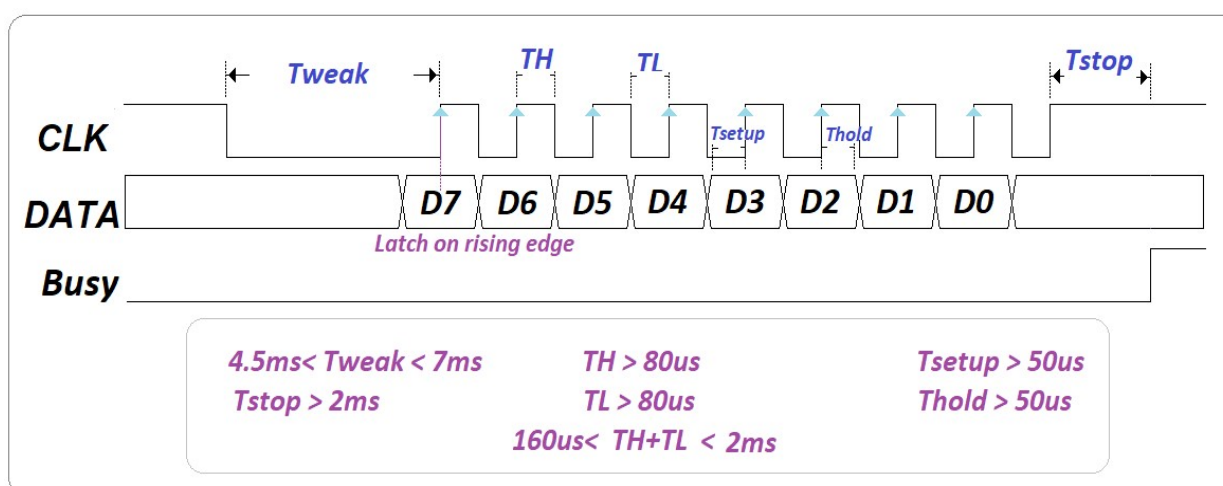 Tweak TH TL Tstop
CLK Tsetup Thold
DATA D7 D6 D5 D4 D3 D2 D1 D0
Latch on rising edge
Busy
4.5ms< Tweak < 7ms TH > 80us Tsetup > 50us
Tstop > 2ms TL > 80us Thold > 50us
160us< TH+TL < 2ms